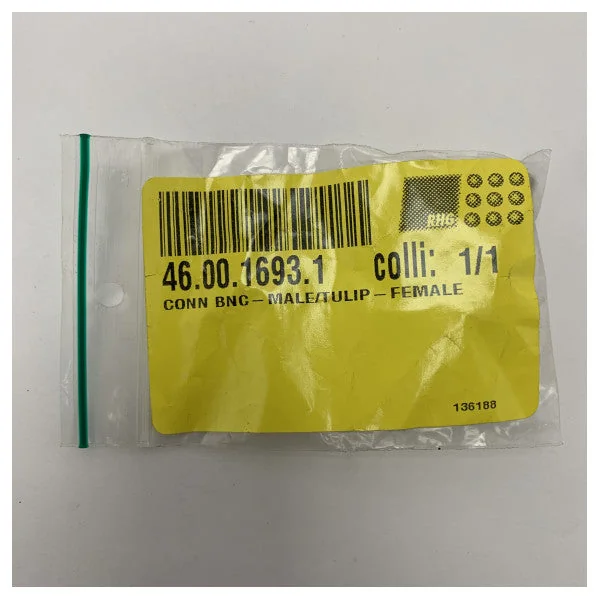 RHG
46.00.1693.1 colli: 1/1
CONN BNC–MALE/TULIP–FEMALE
136188